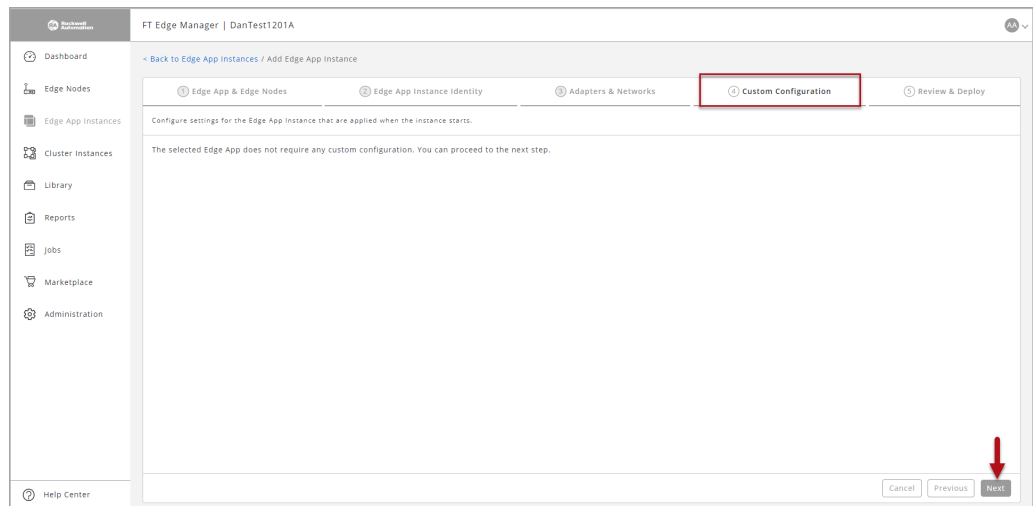 Rockwell
Automation
FT Edge Manager | DanTest1201A
AA
Dashboard
Edge Nodes
Edge App Instances
Cluster Instances
Library
Reports
Jobs
Marketplace
Administration
Help Center
< Back to Edge App Instances / Add Edge App Instance
1 Edge App & Edge Nodes
2 Edge App Instance Identity
3 Adapters & Networks
4 Custom Configuration
5 Review & Deploy
Configure settings for the Edge App Instance that are applied when the instance starts.
The selected Edge App does not require any custom configuration. You can proceed to the next step.
Cancel
Previous
Next